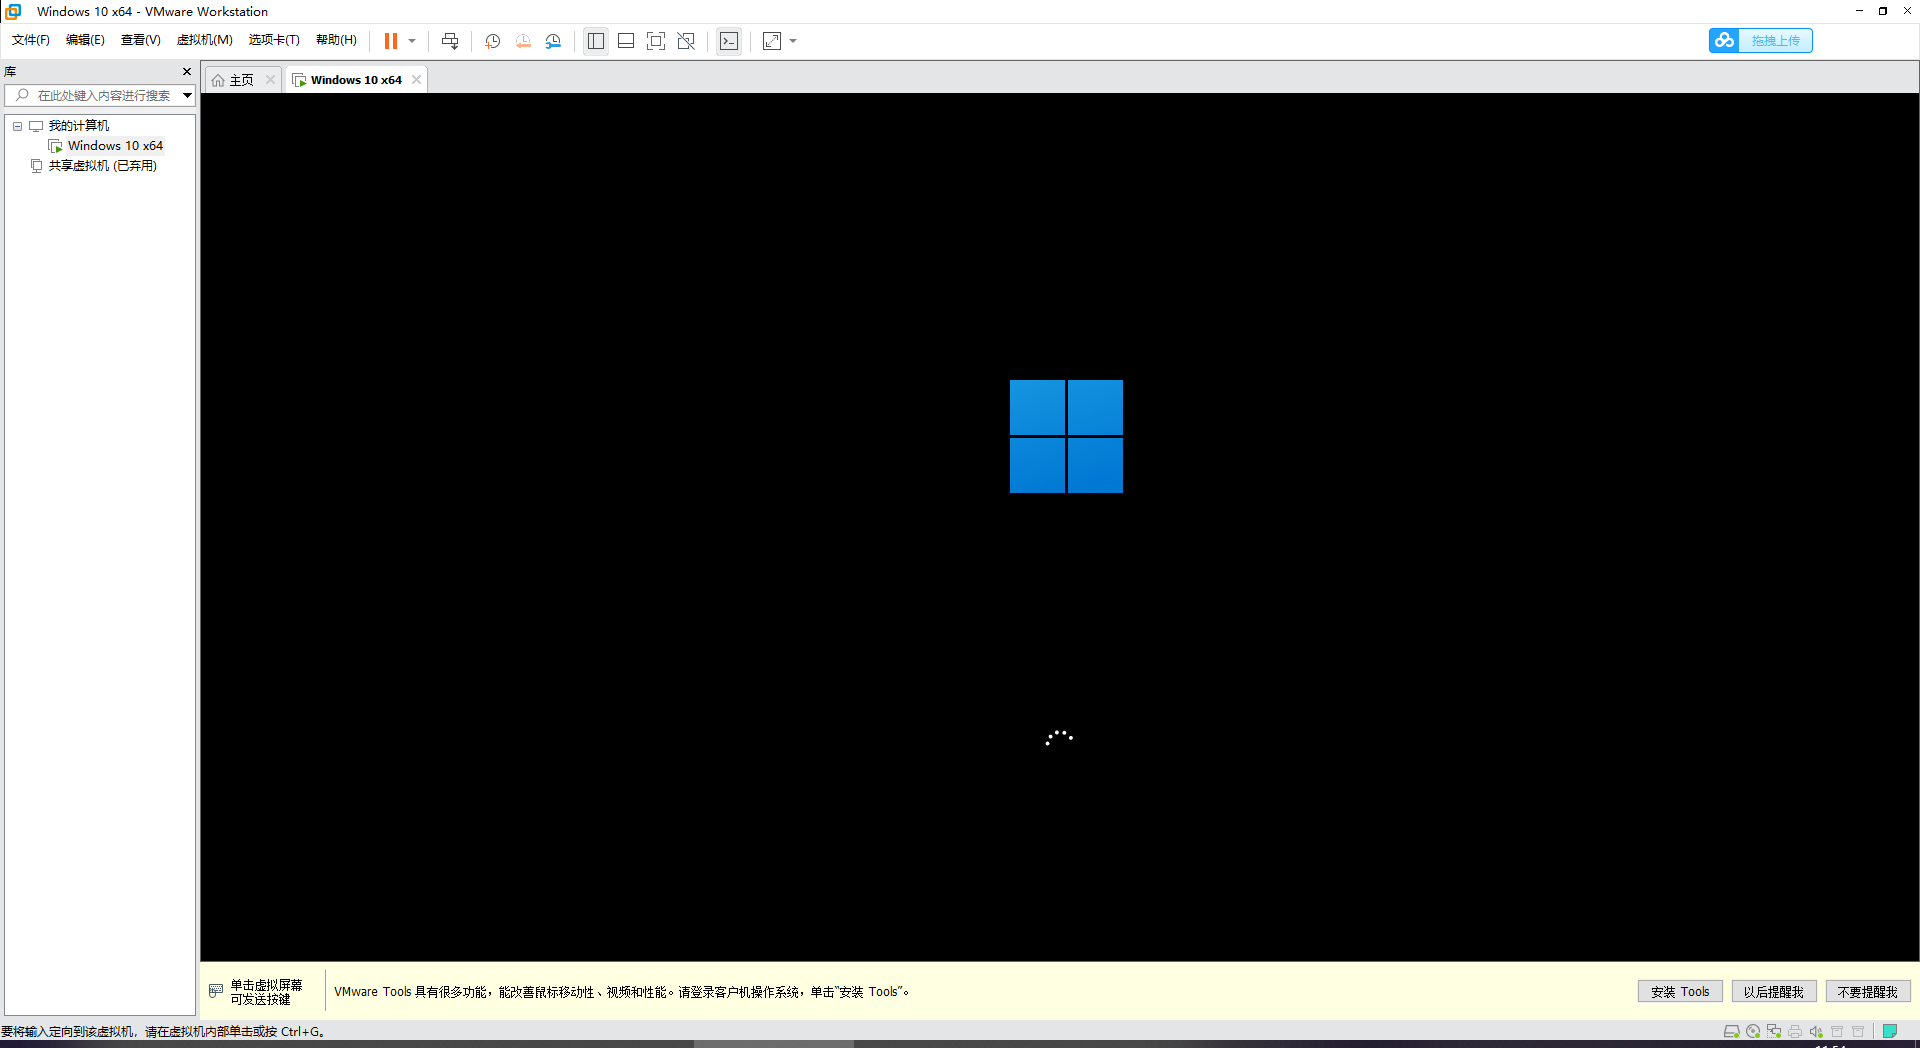 Windows 10 x64 - VMware Workstation
文件(F) 编辑(E) 查看(V) 虚拟机(M) 选项卡(T) 帮助(H)
拖拽上传
库
主页
Windows 10 x64
在此处键入内容进行搜索
我的计算机
Windows 10 x64
共享虚拟机 (已弃用)
单击虚拟屏幕
可发送按键
VMware Tools 具有很多功能，能改善鼠标移动性、视频和性能。请登录客户机操作系统，单击“安装 Tools”。
安装 Tools
以后提醒我
不要提醒我
要将输入定向到该虚拟机，请在虚拟机内部单击或按 Ctrl+G。